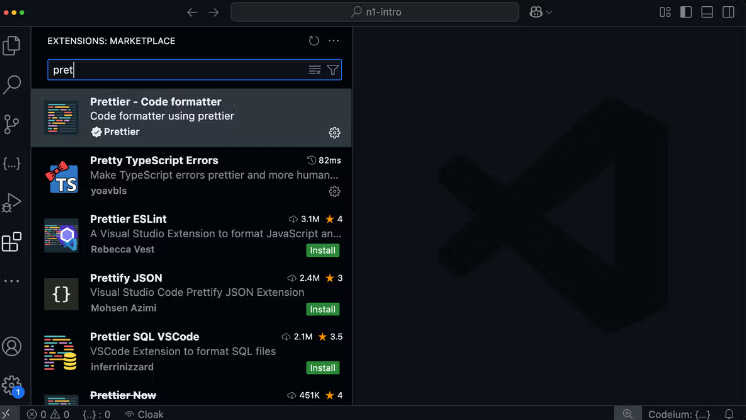 n1-intro
EXTENSIONS: MARKETPLACE
pret
Prettier - Code formatter
Code formatter using prettier
Prettier
Pretty TypeScript Errors 82ms
TS
Make TypeScript errors prettier and more human...
yoavbls
Prettier ESLint 3.1M 4
A Visual Studio Extension to format JavaScript an...
Rebecca Vest Install
Prettify JSON 2.4M 3
{}
Visual Studio Code Prettify JSON Extension
Mohsen Azimi Install
Prettier SQL VSCode 2.1M 3.5
VSCode Extension to format SQL files
inferrinizzard Install
Prettier Now 451K 4
1
0 0 {..} : 0 Cloak Codeium: {...}